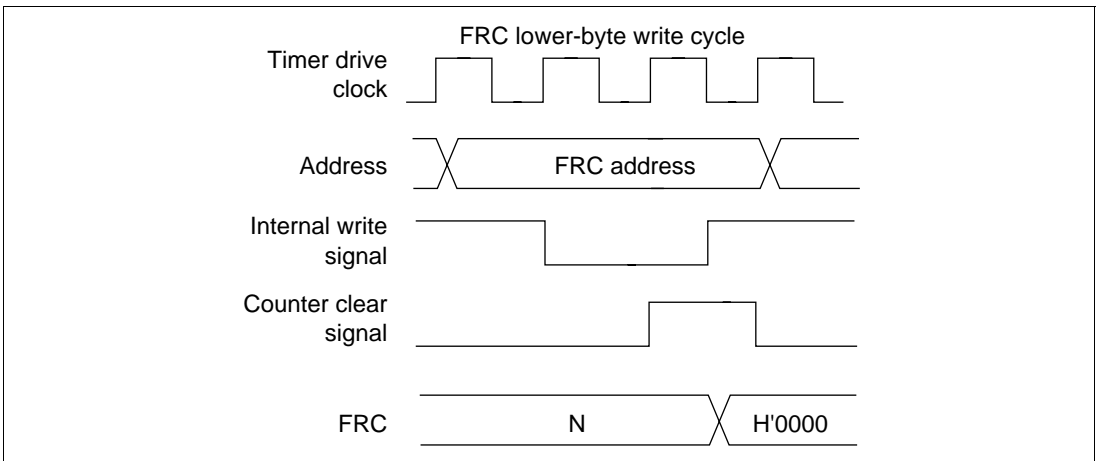 FRC lower-byte write cycle
Timer drive
clock
Address
FRC address
Internal write
signal
Counter clear
signal
FRC
N
H'0000